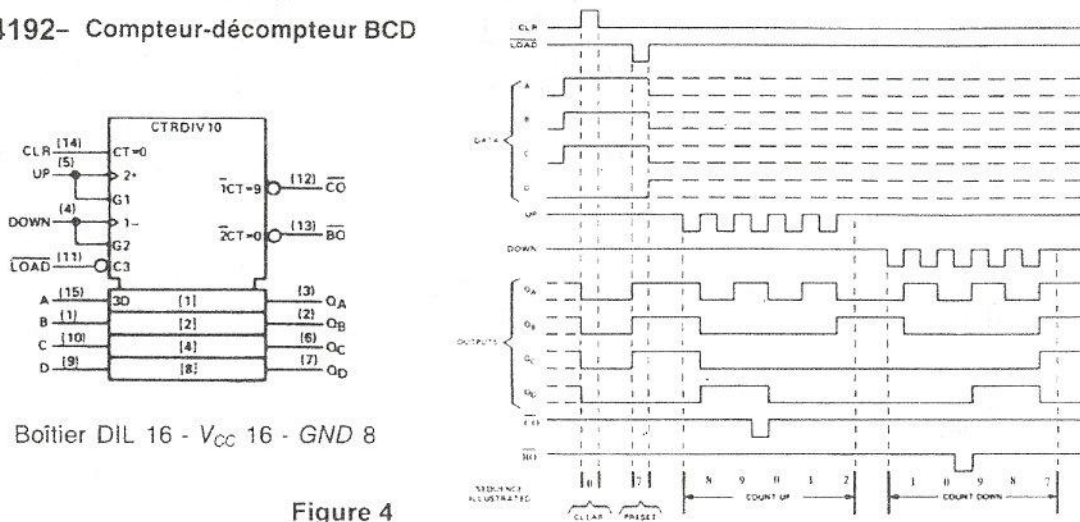 4192– Compteur-décompteur BCD
CTRDIV10
CLR (14) CT=0
UP (5) 2+
G1
DOWN (4) 1–
G2
LOAD (11) C3
1CT=9 (12) CO
2CT=0 (13) BO
A (15) 3D [1] (3) QA
B (1) [2] (2) QB
C (10) [4] (6) QC
D (9) [8] (7) QD
Boîtier DIL 16 - VCC 16 - GND 8
Figure 4
CLR
LOAD
A
B
DATA
C
D
UP
DOWN
QA
QB
OUTPUTS
QC
QD
CO
BO
SEQUENCE
ILLUSTRATED
0 7 8 9 0 1 2 1 0 9 8 7
COUNT UP COUNT DOWN
CLEAR PRESET